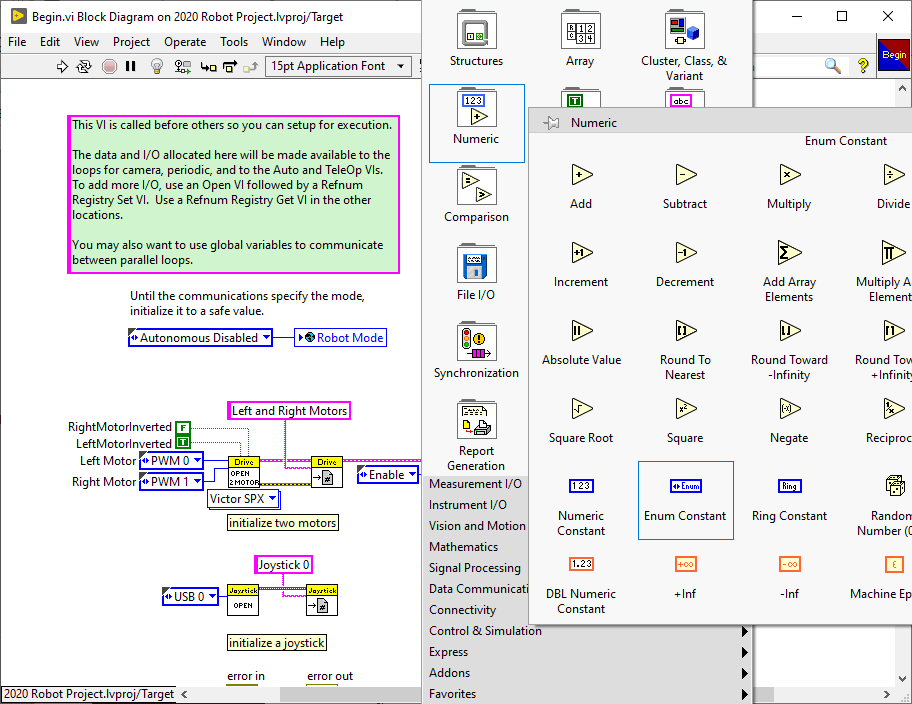 Begin.vi Block Diagram on 2020 Robot Project.lvproj/Target
File Edit View Project Operate Tools Window Help
15pt Application Font
Begin
This VI is called before others so you can setup for execution.
The data and I/O allocated here will be made available to the
loops for camera, periodic, and to the Auto and TeleOp VIs.
To add more I/O, use an Open VI followed by a Refnum
Registry Set VI. Use a Refnum Registry Get VI in the other
locations.
You may also want to use global variables to communicate
between parallel loops.
Until the communications specify the mode,
initialize it to a safe value.
Autonomous Disabled
Robot Mode
Left and Right Motors
RightMotorInverted F
LeftMotorInverted T
Left Motor PWM 0
Right Motor PWM 1
Drive
OPEN
2 MOTOR
Drive
#
Enable
Victor SPX
initialize two motors
Joystick 0
USB 0
Joystick
OPEN
Joystick
#
initialize a joystick
error in error out
2020 Robot Project.lvproj/Target
Structures
Array
Cluster, Class, &
Variant
123
T
abc
Numeric
Comparison
File I/O
Synchronization
Report
Generation
Measurement I/O
Instrument I/O
Vision and Motion
Mathematics
Signal Processing
Data Communicati
Connectivity
Control & Simulation
Express
Addons
Favorites
Numeric
Enum Constant
Add Subtract Multiply Divide
Increment Decrement Add Array
Elements
Multiply A
Element
Absolute Value Round To
Nearest
Round Toward
-Infinity
Round Tow
+Infinity
Square Root Square Negate Reciproc
123
Enum
Ring
Numeric
Constant
Enum Constant Ring Constant Random
Number (0
1.23
+∞
-∞
ε
DBL Numeric
Constant
+Inf -Inf Machine Ep